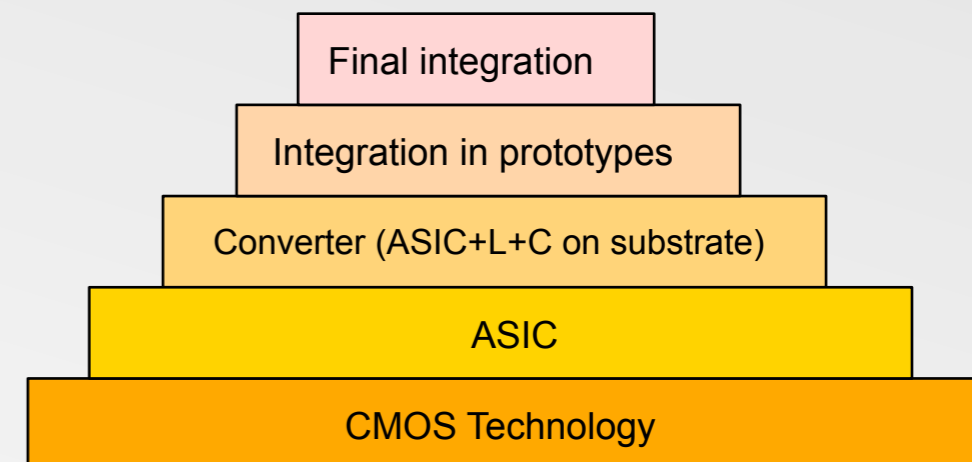 Final integration
Integration in prototypes
Converter (ASIC+L+C on substrate)
ASIC
CMOS Technology